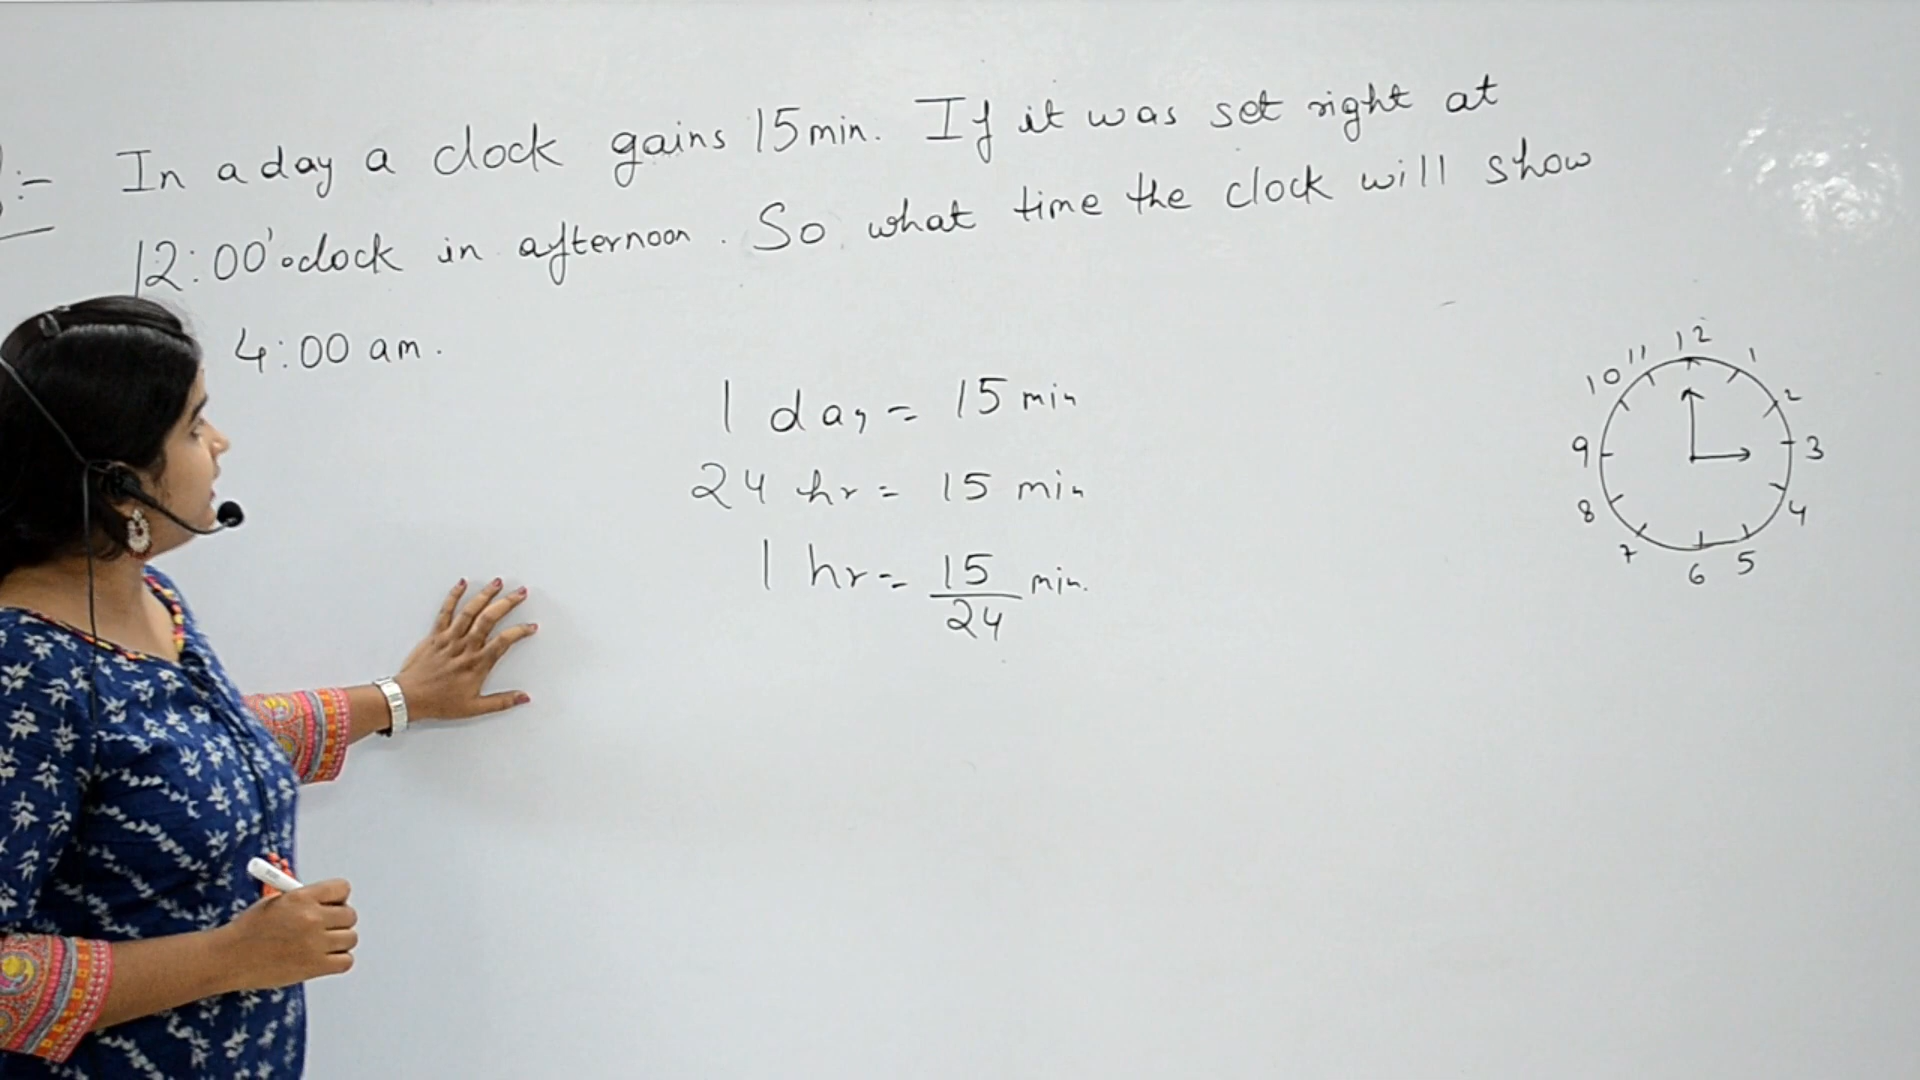 :-
In a day a clock gains 15 min. If it was set right at
12:00'oclock in afternoon. So what time the clock will show
4:00 am.
1 day = 15 min
24 hr = 15 min
1 hr = 15/24 min.
12
11
1
10
2
9
3
8
4
7
5
6